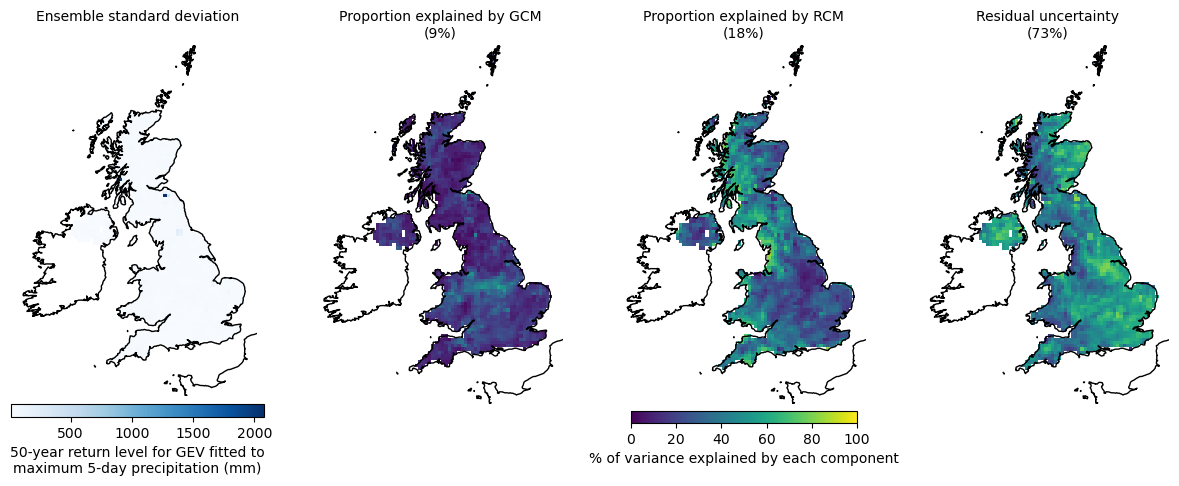 Ensemble standard deviation
Proportion explained by GCM
(9%)
Proportion explained by RCM
(18%)
Residual uncertainty
(73%)
500 1000 1500 2000
50-year return level for GEV fitted to
maximum 5-day precipitation (mm)
0 20 40 60 80 100
% of variance explained by each component